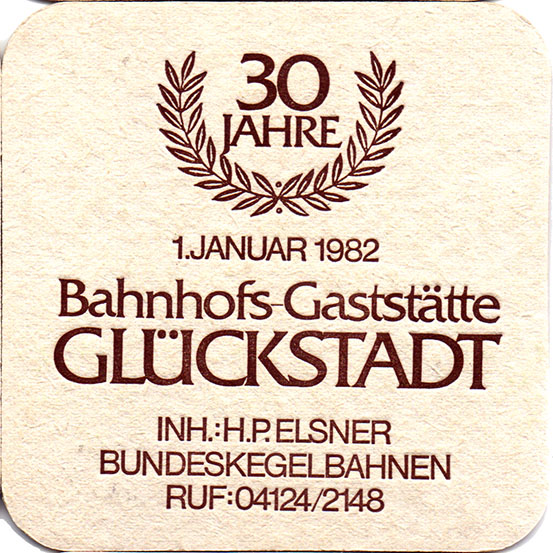 30
JAHRE
1.JANUAR 1982
Bahnhofs-Gaststätte
GLÜCKSTADT
INH.:H.P.ELSNER
BUNDESKEGELBAHNEN
RUF:04124/2148